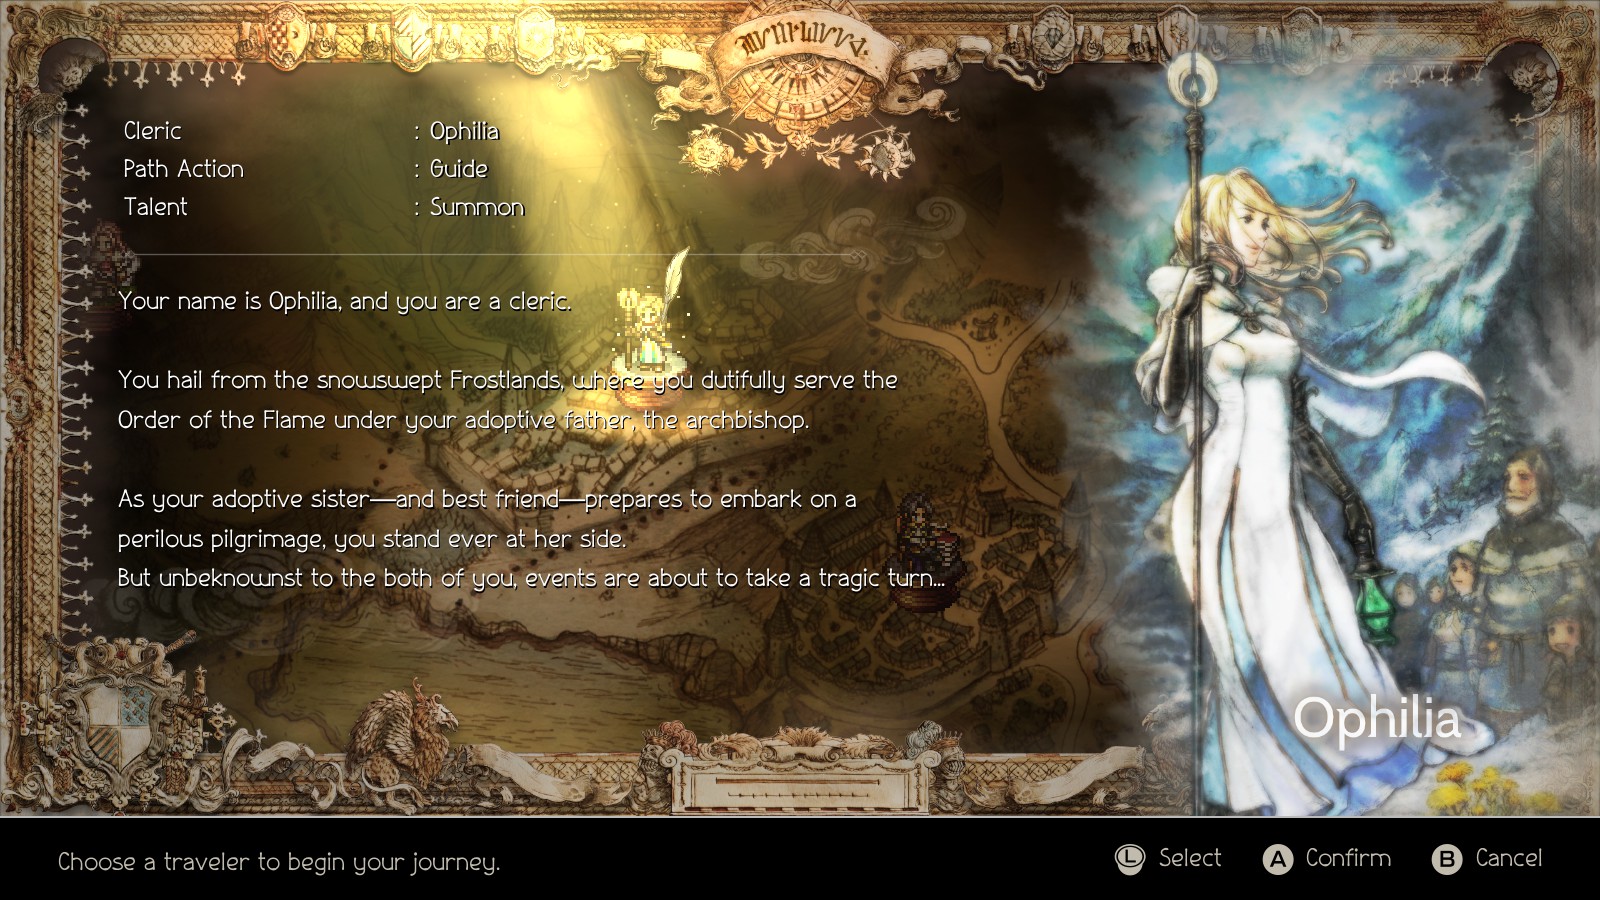 Cleric : Ophilia
Path Action : Guide
Talent : Summon
Your name is Ophilia, and you are a cleric.
You hail from the snowswept Frostlands, where you dutifully serve the
Order of the Flame under your adoptive father, the archbishop.
As your adoptive sister—and best friend—prepares to embark on a
perilous pilgrimage, you stand ever at her side.
But unbeknownst to the both of you, events are about to take a tragic turn...
Ophilia
Choose a traveler to begin your journey.
L Select A Confirm B Cancel